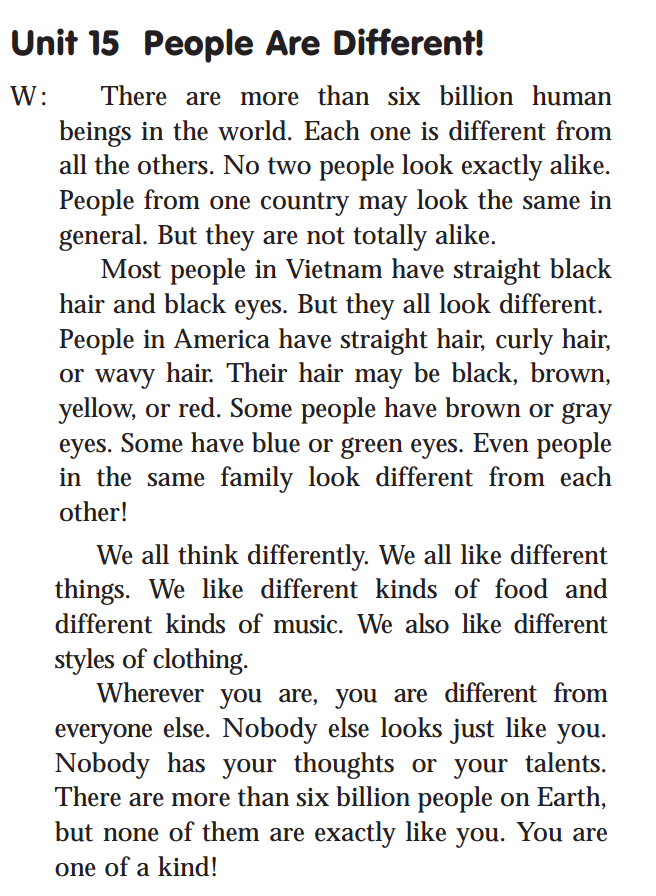 Unit 15 People Are Different!
W: There are more than six billion human
beings in the world. Each one is different from
all the others. No two people look exactly alike.
People from one country may look the same in
general. But they are not totally alike.
Most people in Vietnam have straight black
hair and black eyes. But they all look different.
People in America have straight hair, curly hair,
or wavy hair. Their hair may be black, brown,
yellow, or red. Some people have brown or gray
eyes. Some have blue or green eyes. Even people
in the same family look different from each
other!
We all think differently. We all like different
things. We like different kinds of food and
different kinds of music. We also like different
styles of clothing.
Wherever you are, you are different from
everyone else. Nobody else looks just like you.
Nobody has your thoughts or your talents.
There are more than six billion people on Earth,
but none of them are exactly like you. You are
one of a kind!